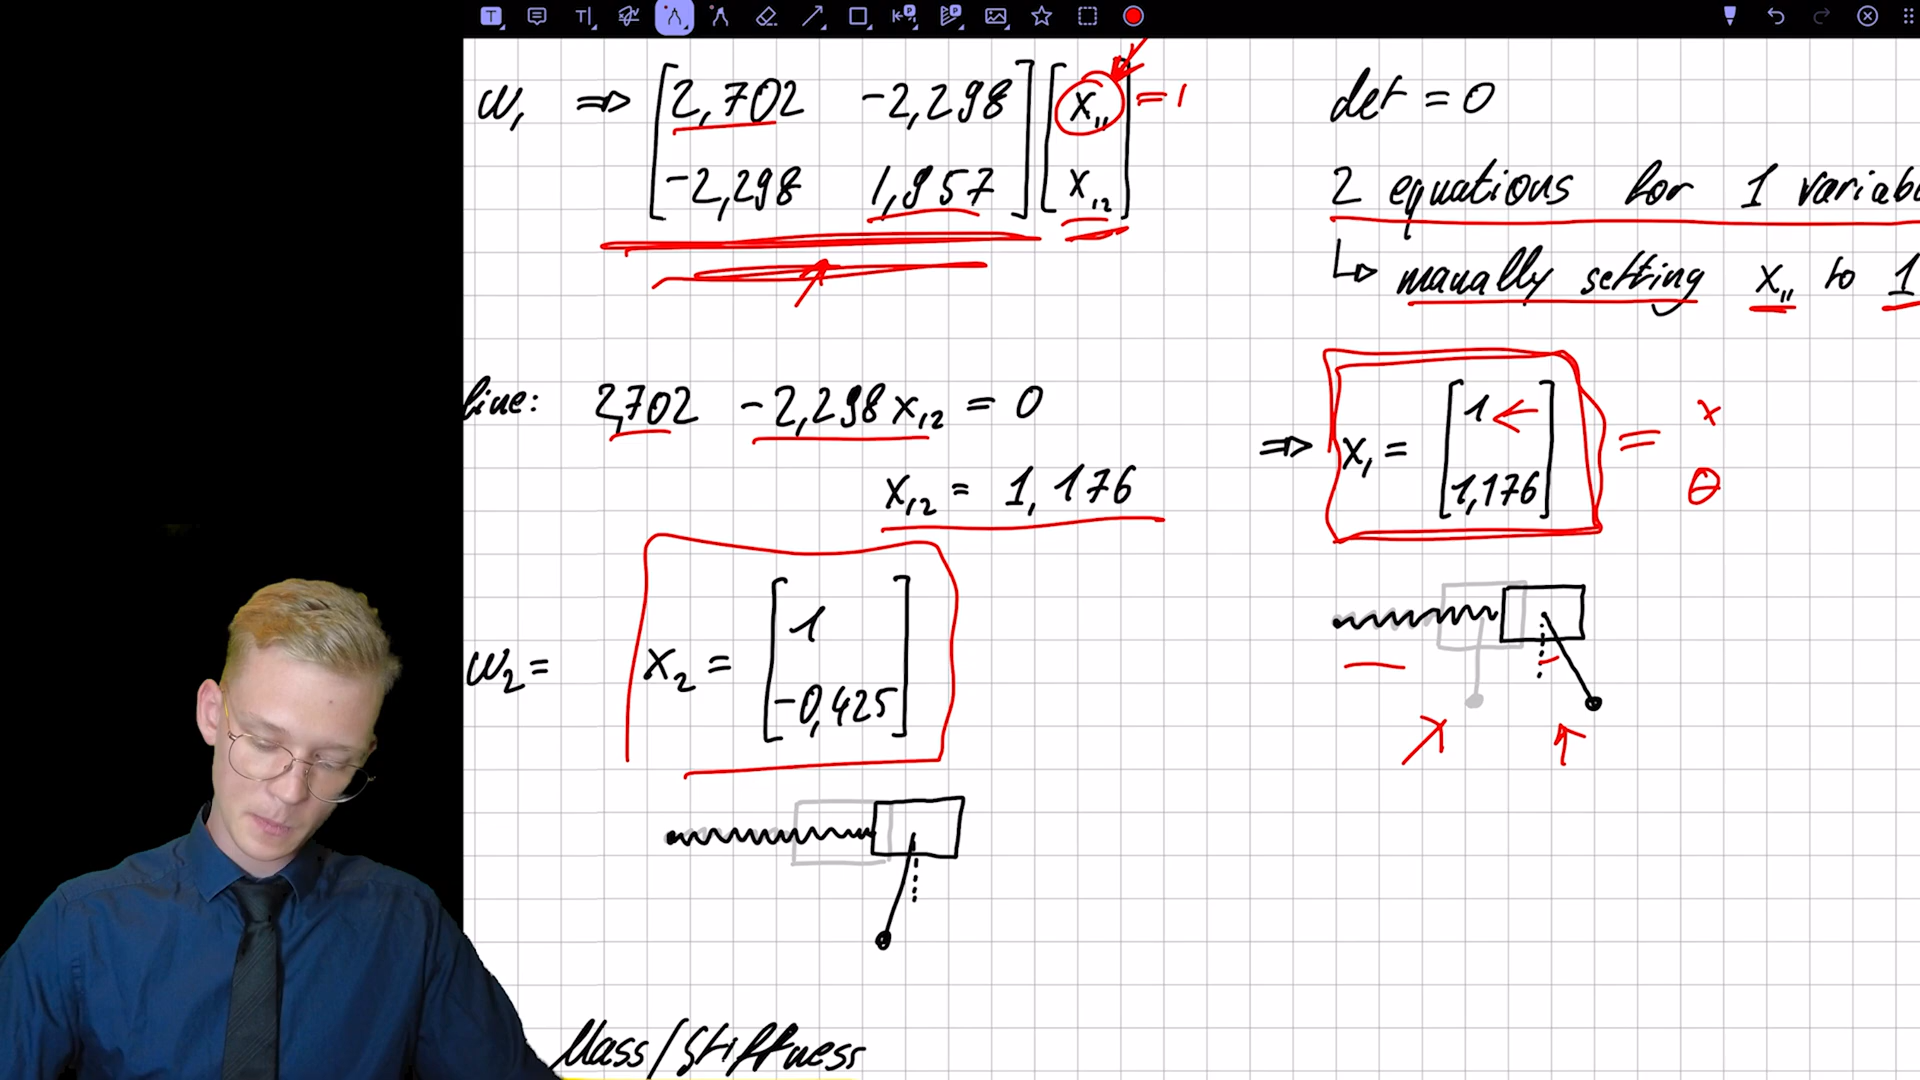 ω₁ => [2,702 -2,298] [x₁₁] = 1
[-2,298 1,957] [x₁₂]
det = 0
2 equations for 1 variab
↳ manually setting x₁₁ to 1
line: 2,702 -2,298x₁₂ = 0
x₁₂ = 1,176
=> x₁ = [1 ←] = x
[1,176] θ
ω₂ = x₂ = [1]
[-0,425]
Mass/Stiffness